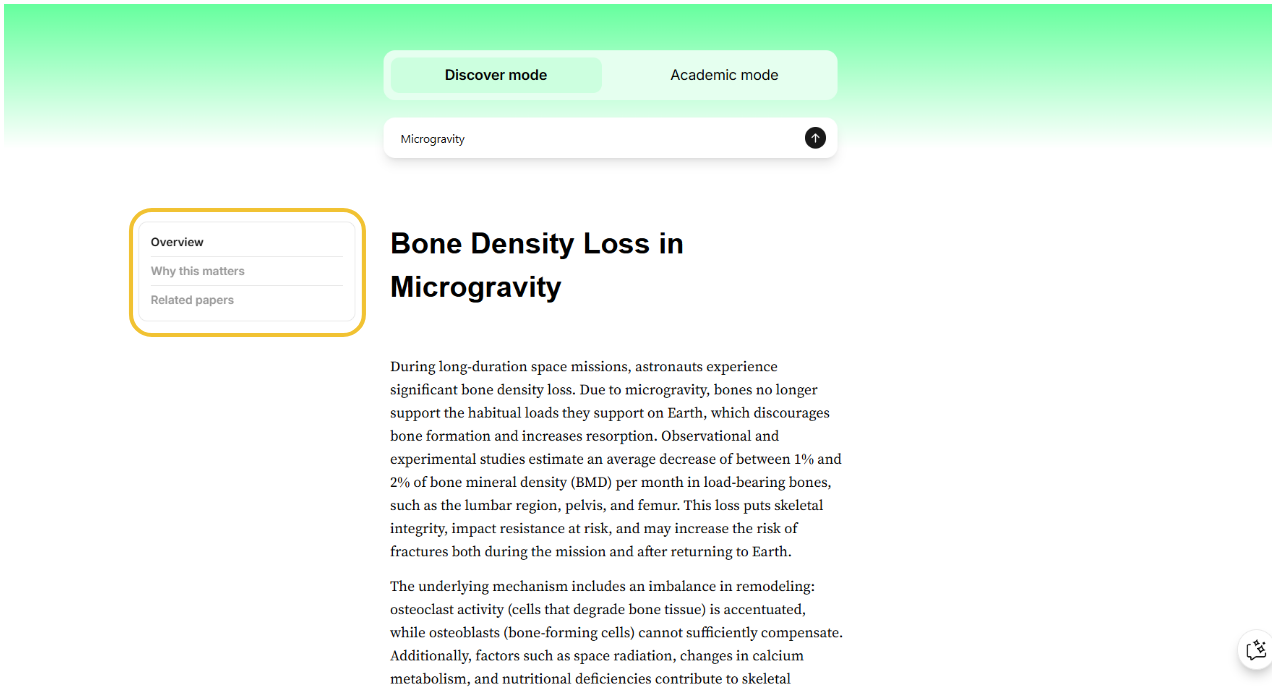 Discover mode
Academic mode
Microgravity
Overview
Why this matters
Related papers
Bone Density Loss in
Microgravity
During long-duration space missions, astronauts experience
significant bone density loss. Due to microgravity, bones no longer
support the habitual loads they support on Earth, which discourages
bone formation and increases resorption. Observational and
experimental studies estimate an average decrease of between 1% and
2% of bone mineral density (BMD) per month in load-bearing bones,
such as the lumbar region, pelvis, and femur. This loss puts skeletal
integrity, impact resistance at risk, and may increase the risk of
fractures both during the mission and after returning to Earth.
The underlying mechanism includes an imbalance in remodeling:
osteoclast activity (cells that degrade bone tissue) is accentuated,
while osteoblasts (bone-forming cells) cannot sufficiently compensate.
Additionally, factors such as space radiation, changes in calcium
metabolism, and nutritional deficiencies contribute to skeletal